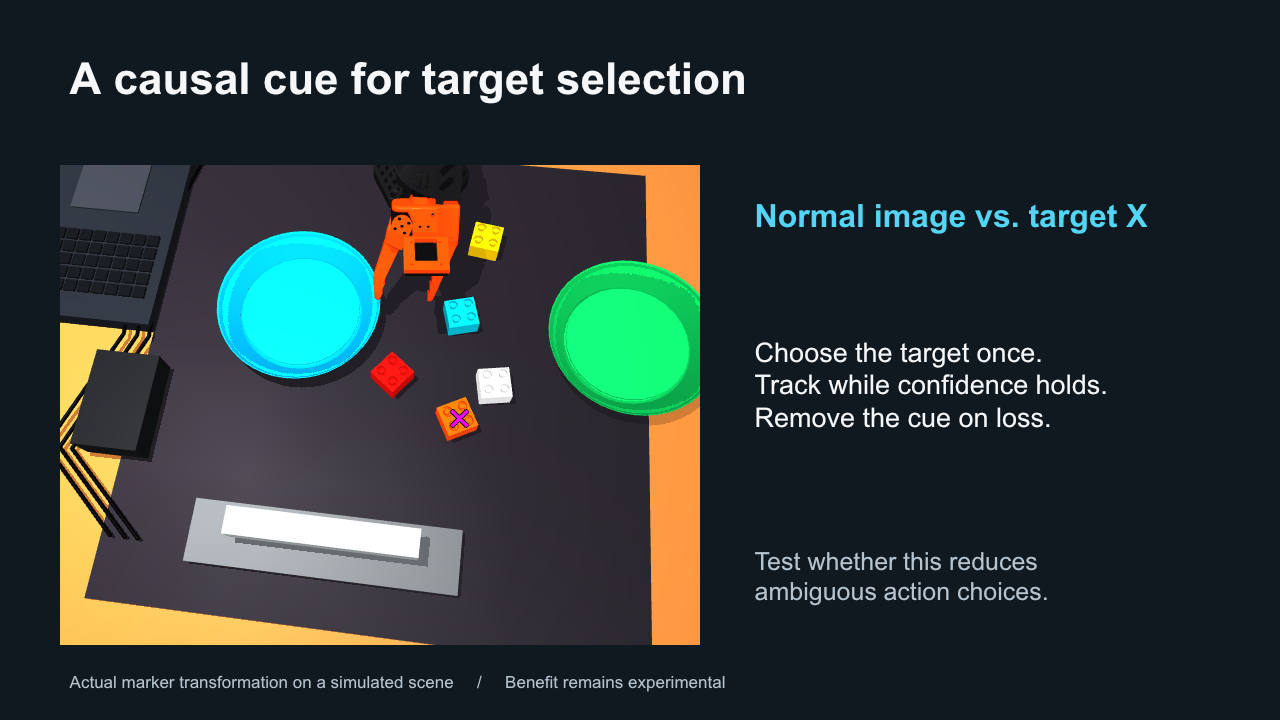 A causal cue for target selection
Normal image vs. target X
Choose the target once.
Track while confidence holds.
Remove the cue on loss.
Test whether this reduces
ambiguous action choices.
Actual marker transformation on a simulated scene / Benefit remains experimental